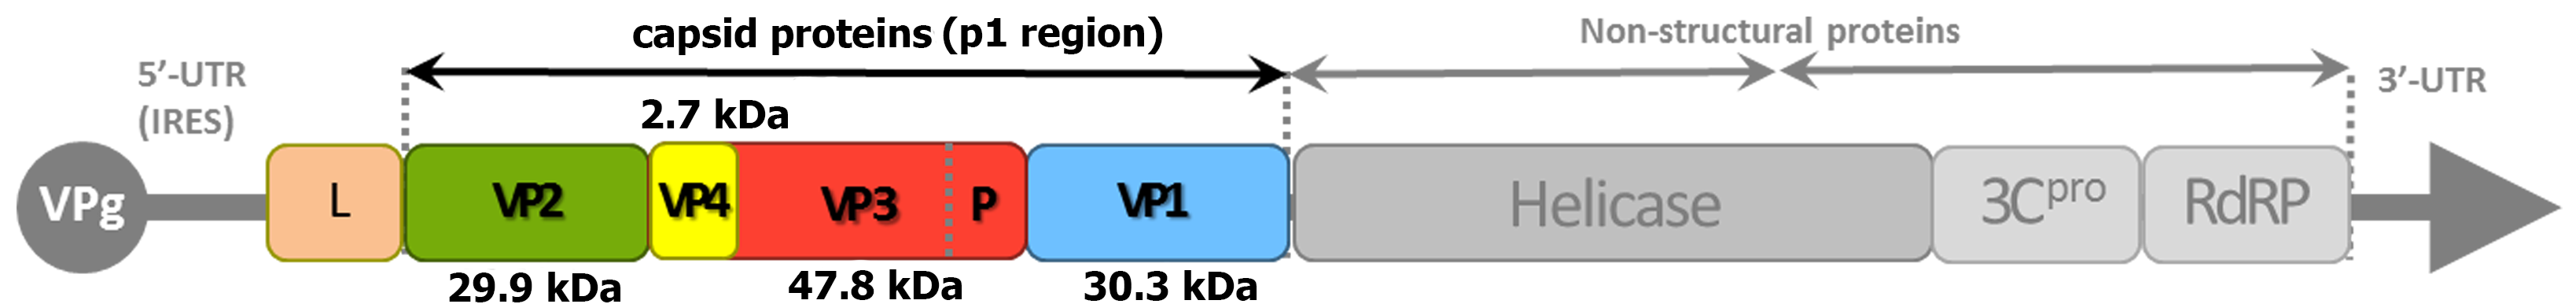 capsid proteins (p1 region)
Non-structural proteins
5’-UTR
(IRES)
3’-UTR
2.7 kDa
VPg
L
VP2
VP4
VP3
P
VP1
Helicase
3Cpro
RdRP
29.9 kDa
47.8 kDa
30.3 kDa